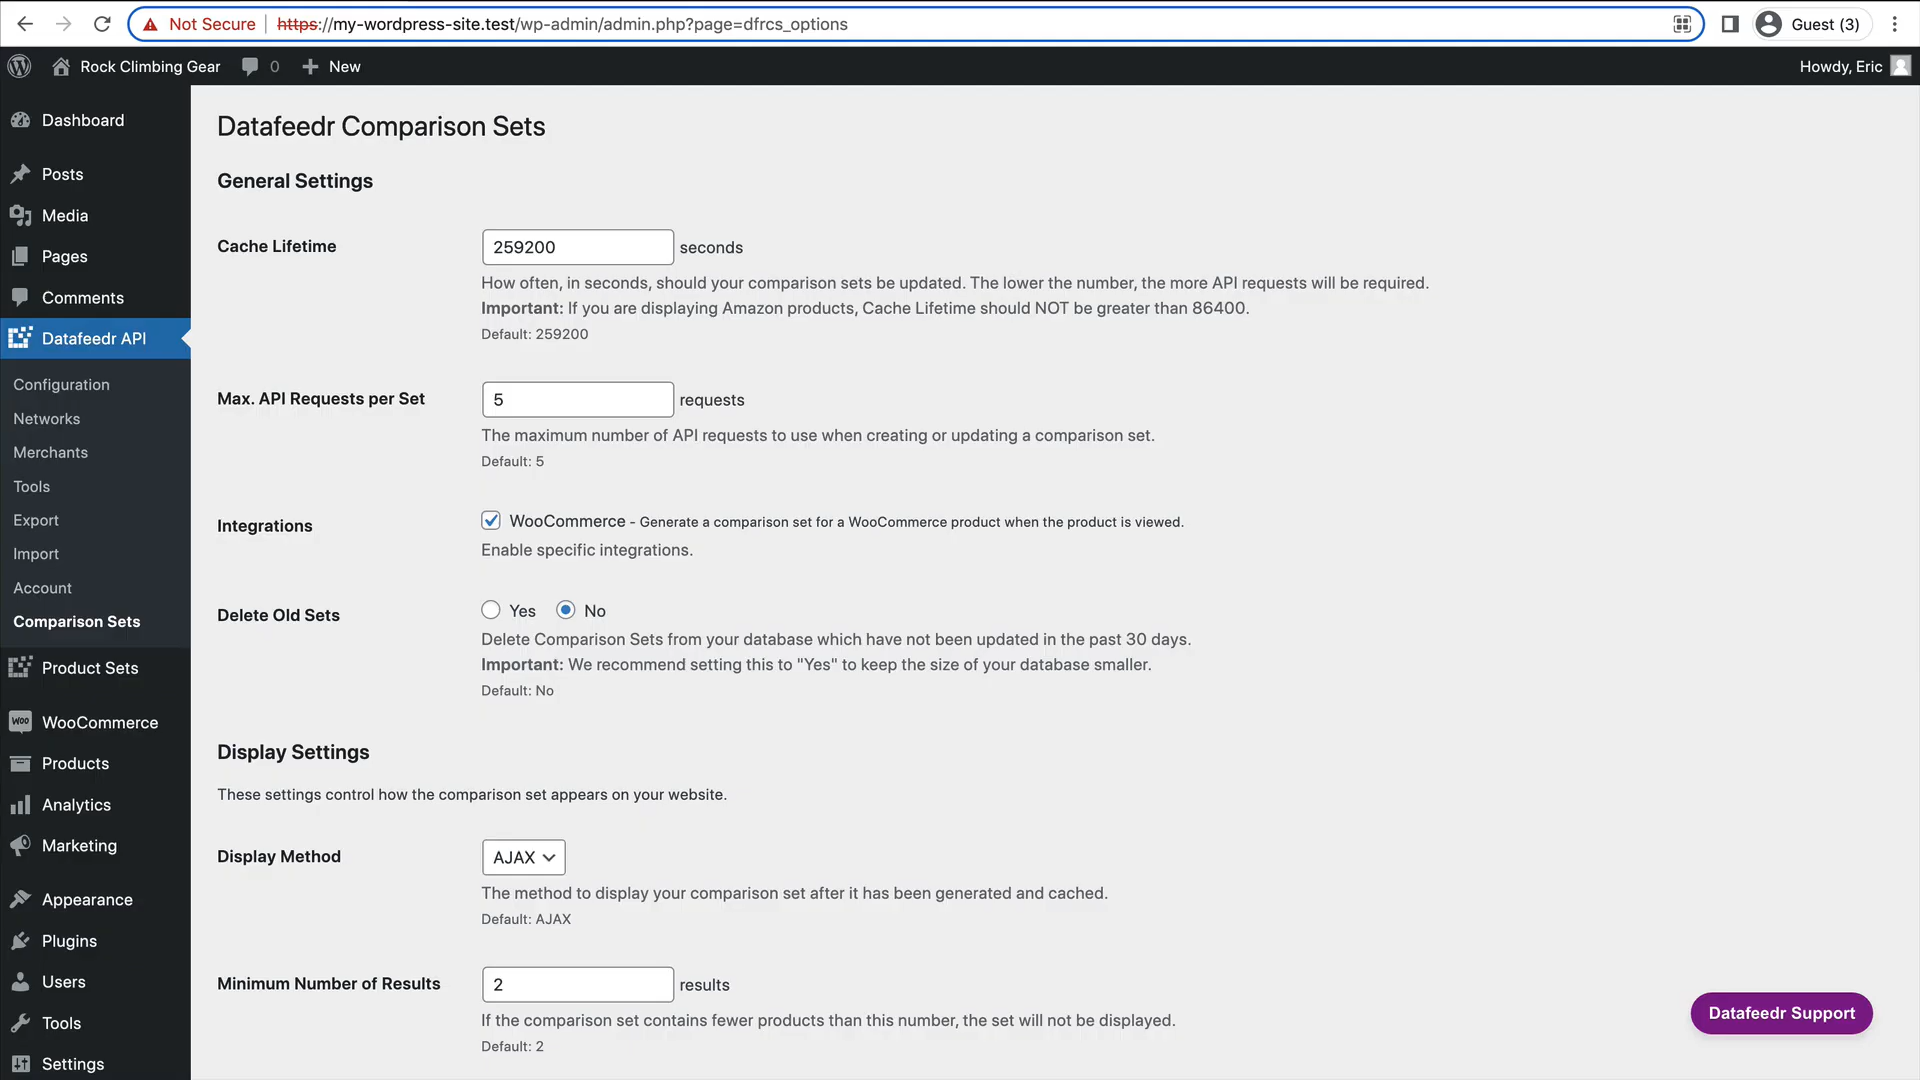 Not Secure https://my-wordpress-site.test/wp-admin/admin.php?page=dfrcs_options Guest (3)
Rock Climbing Gear 0 New Howdy, Eric
Dashboard
Posts
Media
Pages
Comments
Datafeedr API
Configuration
Networks
Merchants
Tools
Export
Import
Account
Comparison Sets
Product Sets
Woo WooCommerce
Products
Analytics
Marketing
Appearance
Plugins
Users
Tools
Settings
Datafeedr Comparison Sets
General Settings
Cache Lifetime 259200 seconds
How often, in seconds, should your comparison sets be updated. The lower the number, the more API requests will be required.
Important: If you are displaying Amazon products, Cache Lifetime should NOT be greater than 86400.
Default: 259200
Max. API Requests per Set 5 requests
The maximum number of API requests to use when creating or updating a comparison set.
Default: 5
Integrations WooCommerce - Generate a comparison set for a WooCommerce product when the product is viewed.
Enable specific integrations.
Delete Old Sets Yes No
Delete Comparison Sets from your database which have not been updated in the past 30 days.
Important: We recommend setting this to "Yes" to keep the size of your database smaller.
Default: No
Display Settings
These settings control how the comparison set appears on your website.
Display Method AJAX
The method to display your comparison set after it has been generated and cached.
Default: AJAX
Minimum Number of Results 2 results
If the comparison set contains fewer products than this number, the set will not be displayed.
Default: 2
Datafeedr Support